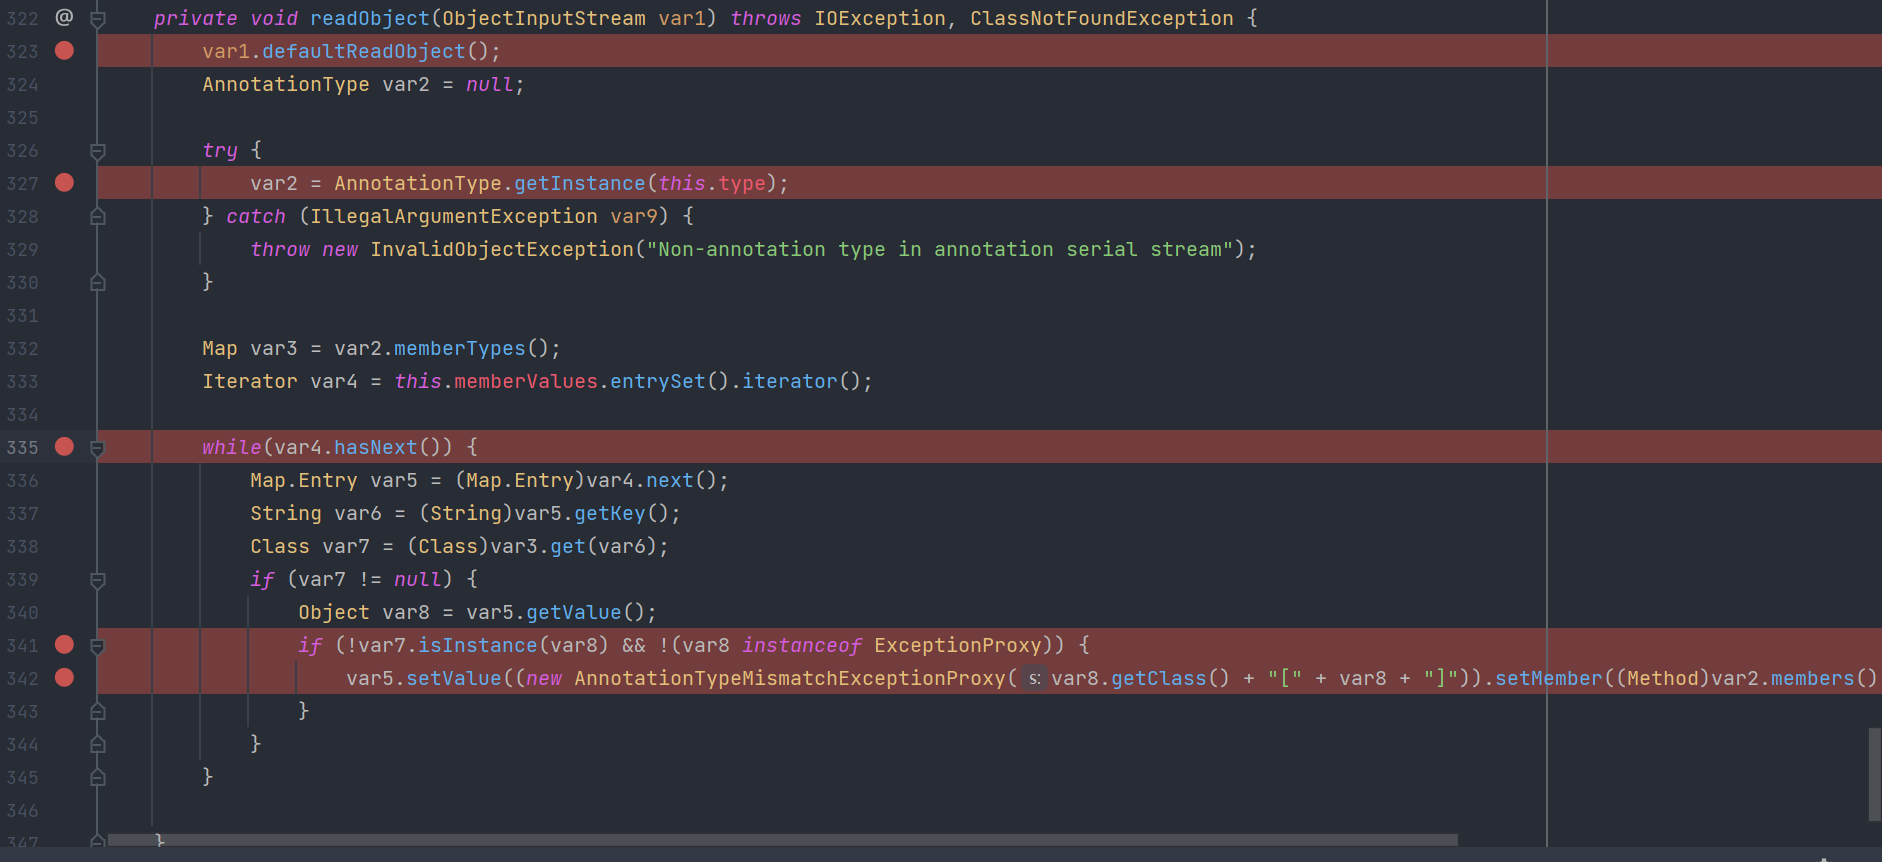 322 @ private void readObject(ObjectInputStream var1) throws IOException, ClassNotFoundException {
323 var1.defaultReadObject();
324 AnnotationType var2 = null;
325
326 try {
327 var2 = AnnotationType.getInstance(this.type);
328 } catch (IllegalArgumentException var9) {
329 throw new InvalidObjectException("Non-annotation type in annotation serial stream");
330 }
331
332 Map var3 = var2.memberTypes();
333 Iterator var4 = this.memberValues.entrySet().iterator();
334
335 while(var4.hasNext()) {
336 Map.Entry var5 = (Map.Entry)var4.next();
337 String var6 = (String)var5.getKey();
338 Class var7 = (Class)var3.get(var6);
339 if (var7 != null) {
340 Object var8 = var5.getValue();
341 if (!var7.isInstance(var8) && !(var8 instanceof ExceptionProxy)) {
342 var5.setValue((new AnnotationTypeMismatchExceptionProxy( s: var8.getClass() + "[" + var8 + "]")).setMember((Method)var2.members()
343 }
344 }
345 }
346
347 }